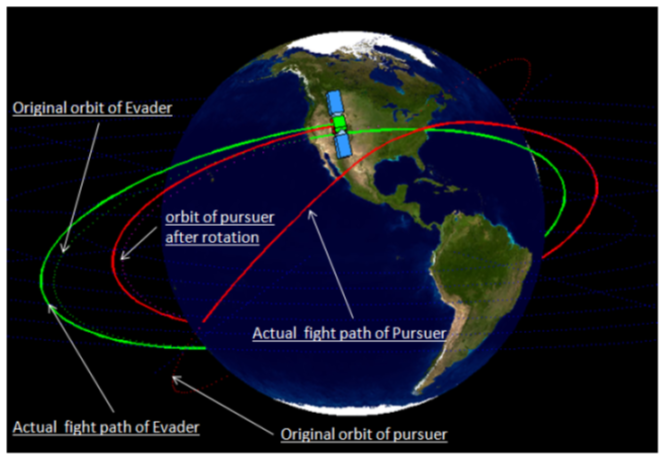 Original orbit of Evader
orbit of pursuer
after rotation
Actual fight path of Pursuer
Actual fight path of Evader
Original orbit of pursuer